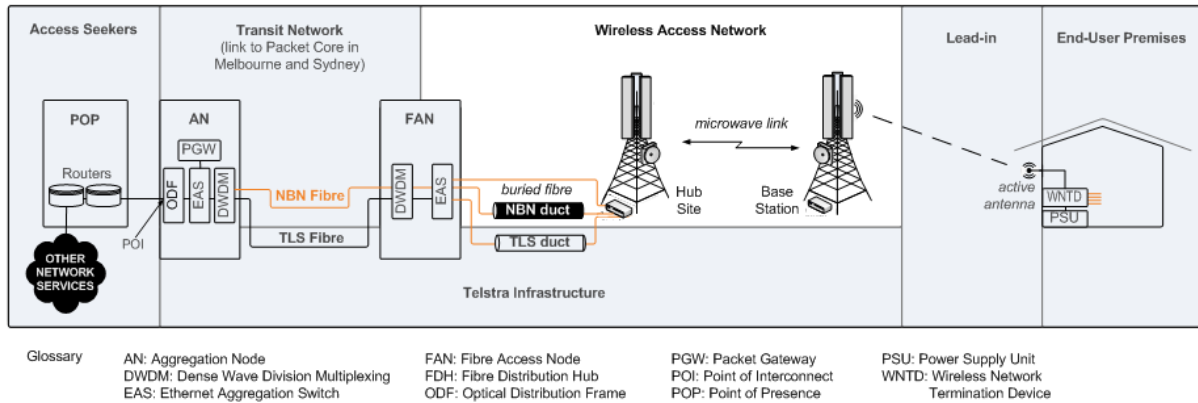 Access Seekers
Transit Network
(link to Packet Core in
Melbourne and Sydney)
Wireless Access Network
Lead-in
End-User Premises
POP
AN
FAN
PGW
Routers
ODF
EAS
DWDM
POI
NBN Fibre
TLS Fibre
DWDM
EAS
buried fibre
NBN duct
TLS duct
microwave link
Hub
Site
Base
Station
active
antenna
WNTD
PSU
OTHER
NETWORK
SERVICES
Telstra Infrastructure
Glossary
AN: Aggregation Node
DWDM: Dense Wave Division Multiplexing
EAS: Ethernet Aggregation Switch
FAN: Fibre Access Node
FDH: Fibre Distribution Hub
ODF: Optical Distribution Frame
PGW: Packet Gateway
POI: Point of Interconnect
POP: Point of Presence
PSU: Power Supply Unit
WNTD: Wireless Network
Termination Device